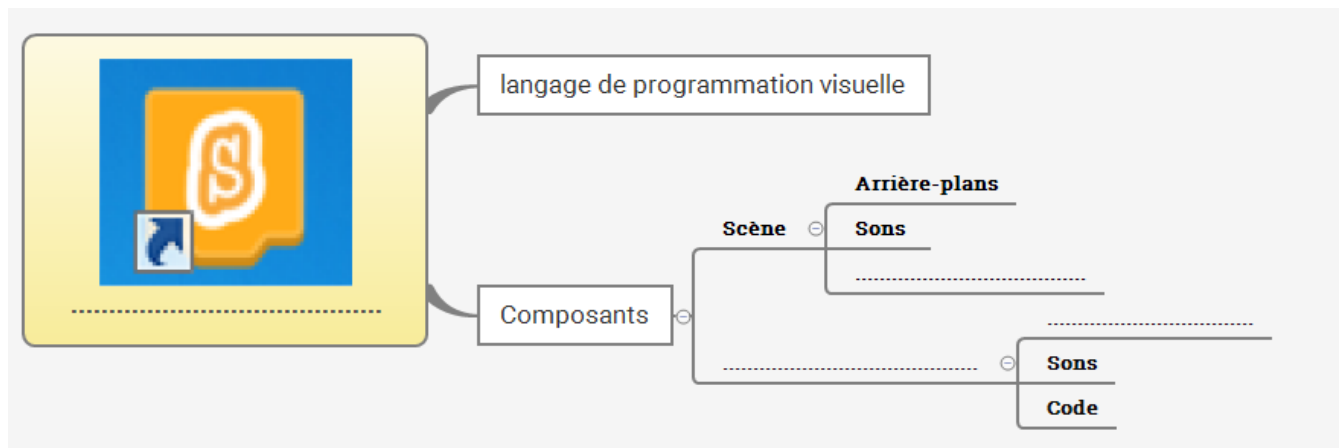 S
langage de programmation visuelle
Arrière-plans
Scène
Sons
Composants
Sons
Code